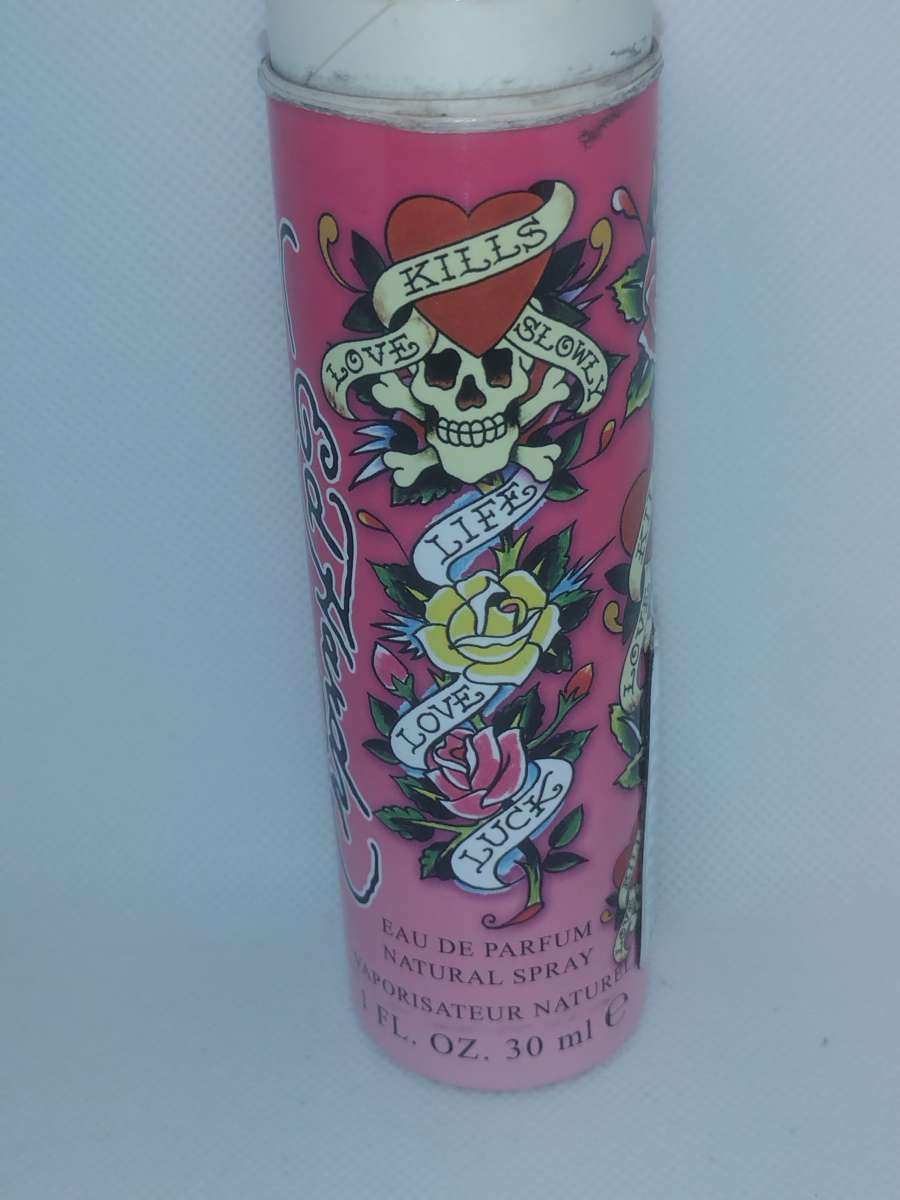 KILLS
LOVE SLOWLY
LIFE
LOVE
LUCK
Ed Hardy
EAU DE PARFUM
NATURAL SPRAY
VAPORISATEUR NATUREL
1 FL. OZ. 30 ml e